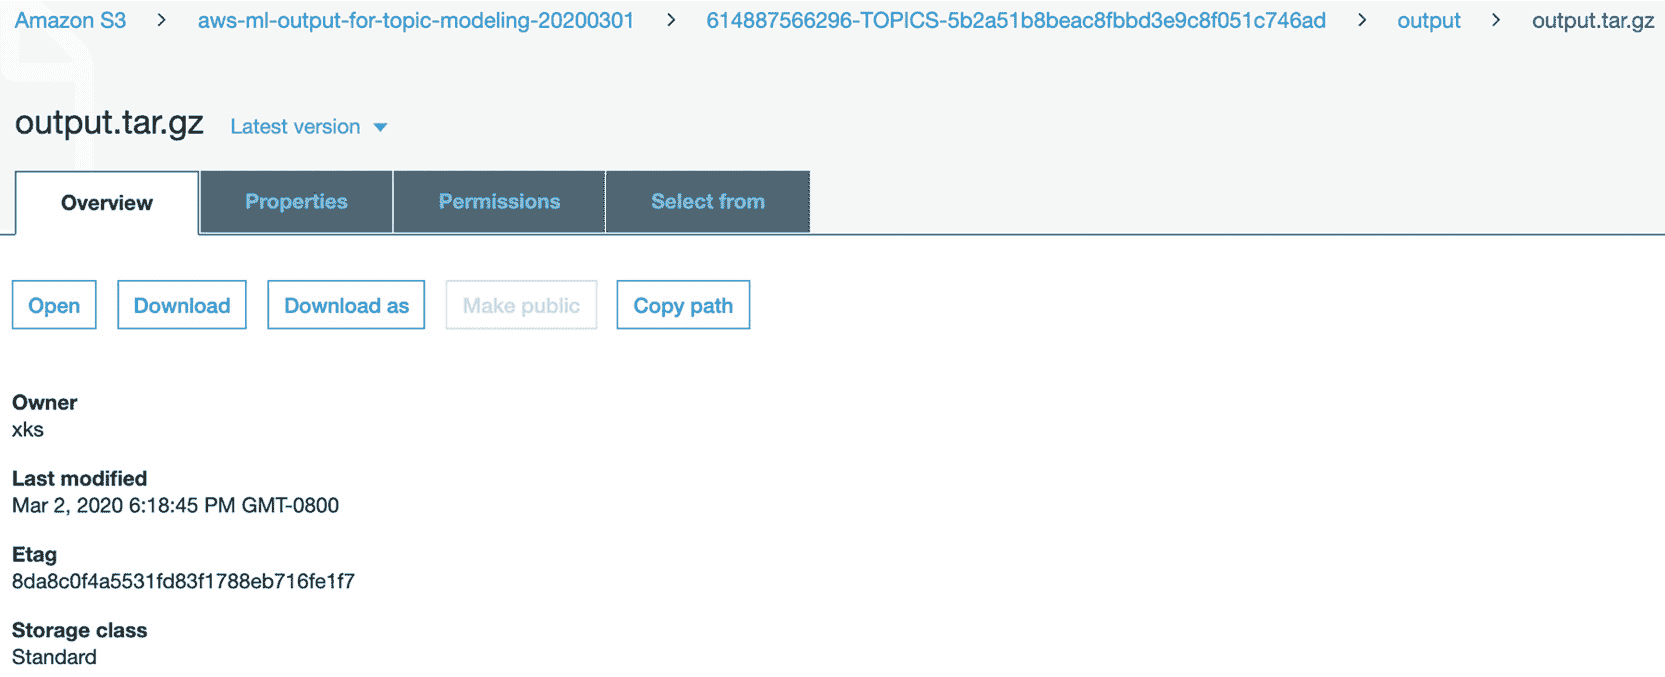 Amazon S3 > aws-ml-output-for-topic-modeling-20200301 > 614887566296-TOPICS-5b2a51b8beac8fbbd3e9c8f051c746ad > output > output.tar.gz
output.tar.gz Latest version
Overview Properties Permissions Select from
Open Download Download as Make public Copy path
Owner
xks
Last modified
Mar 2, 2020 6:18:45 PM GMT-0800
Etag
8da8c0f4a5531fd83f1788eb716fe1f7
Storage class
Standard